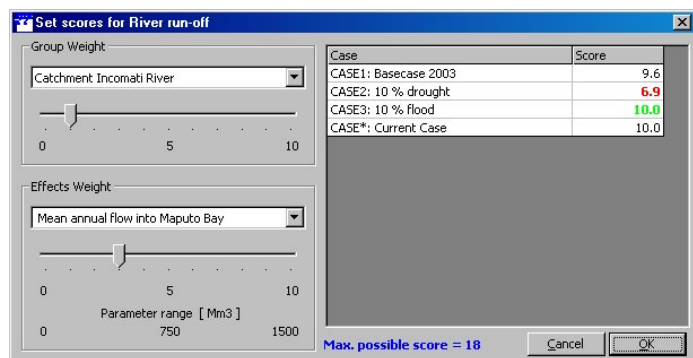 Set scores for River run-off
Group Weight
Catchment Incomati River
0 5 10
Effects Weight
Mean annual flow into Maputo Bay
0 5 10
Parameter range [ Mm3 ]
0 750 1500
Case Score
CASE1: Basecase 2003 9.6
CASE2: 10 % drought 6.9
CASE3: 10 % flood 10.0
CASE*: Current Case 10.0
Max. possible score = 18
Cancel OK